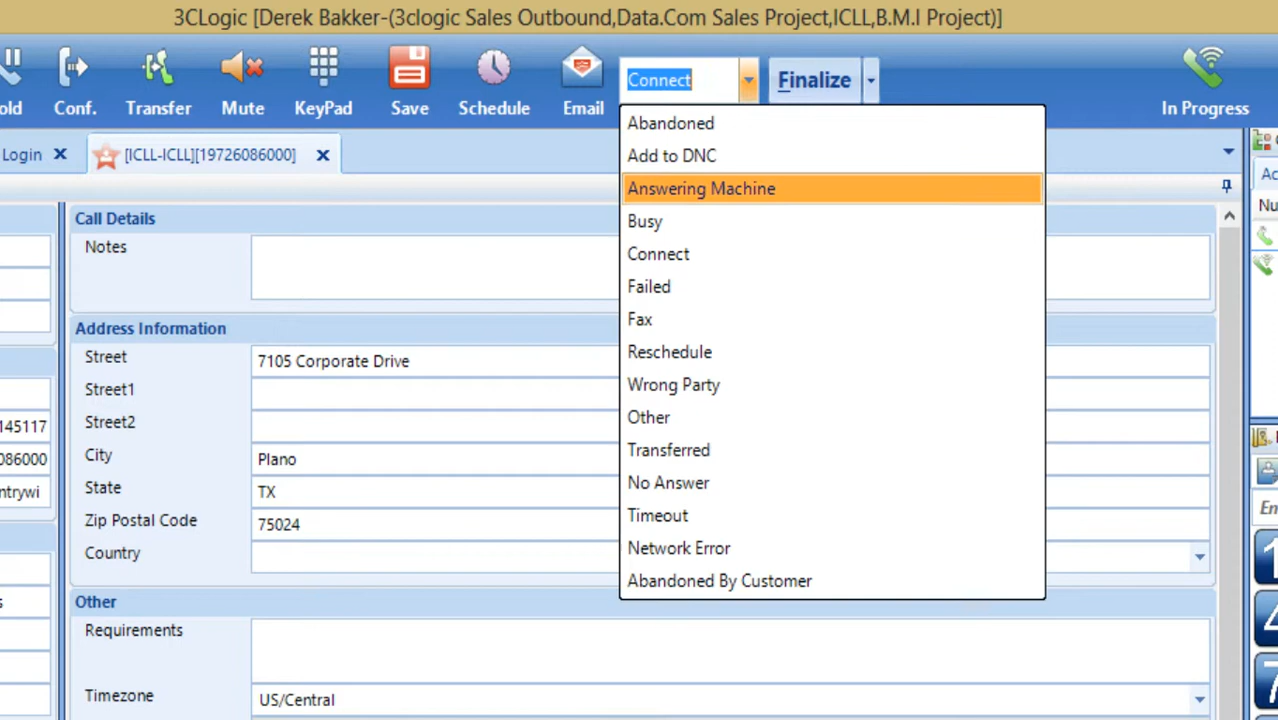 3CLogic [Derek Bakker-(3clogic Sales Outbound,Data.Com Sales Project,ICLL,B.M.I Project)]
Conf. Transfer Mute KeyPad Save Schedule Email Connect Finalize In Progress
Login [ICLL-ICLL][19726086000]
Abandoned
Add to DNC
Answering Machine
Busy
Connect
Failed
Fax
Reschedule
Wrong Party
Other
Transferred
No Answer
Timeout
Network Error
Abandoned By Customer
Call Details
Notes
Address Information
Street 7105 Corporate Drive
Street1
Street2
City Plano
State TX
Zip Postal Code 75024
Country
Other
Requirements
Timezone US/Central
145117
086000
ntrywi
1
4
7